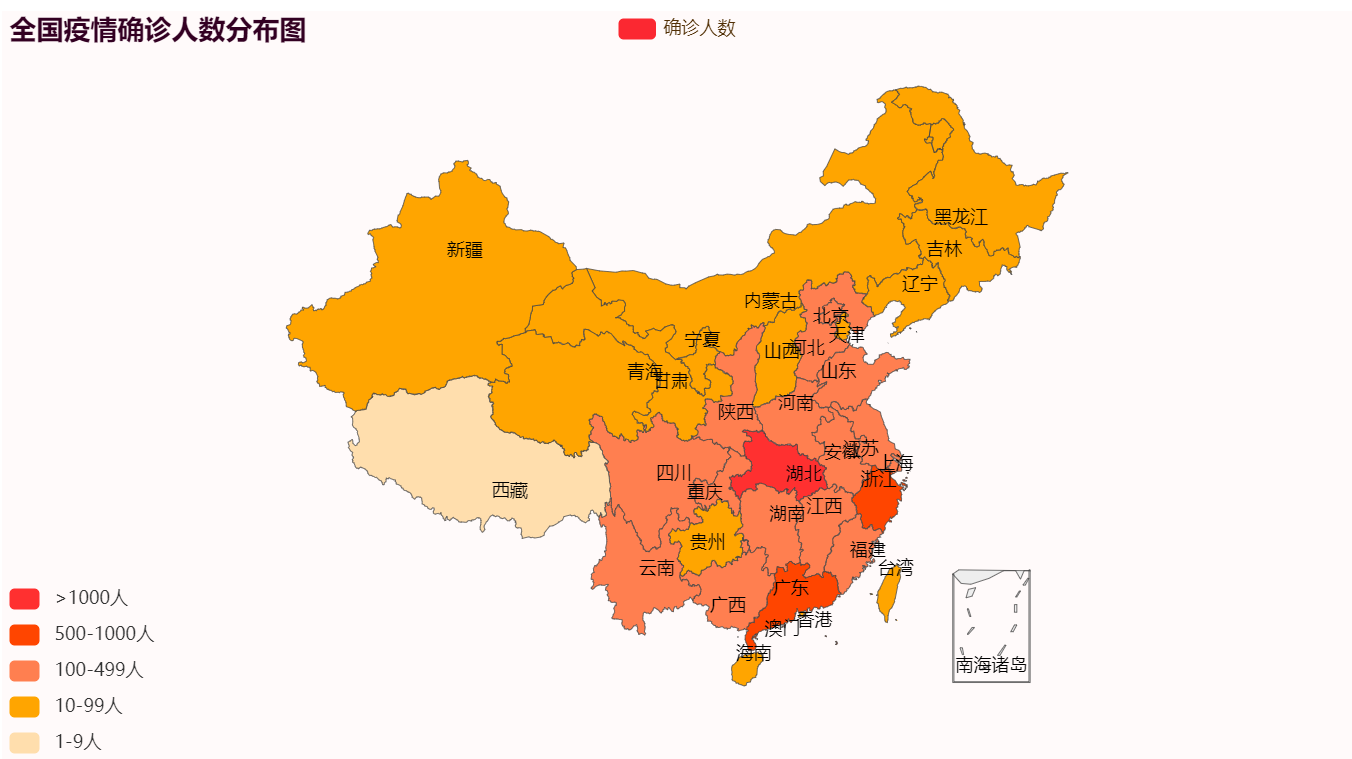 全国疫情确诊人数分布图
确诊人数
黑龙江
吉林
新疆
辽宁
内蒙古
北京
天津
宁夏
河北
山西
山东
青海
甘肃
河南
陕西
江苏
安徽
上海
四川
湖北
浙江
西藏
重庆
江西
湖南
贵州
福建
云南
台湾
广东
广西
香港
澳门
海南
南海诸岛
>1000人
500-1000人
100-499人
10-99人
1-9人